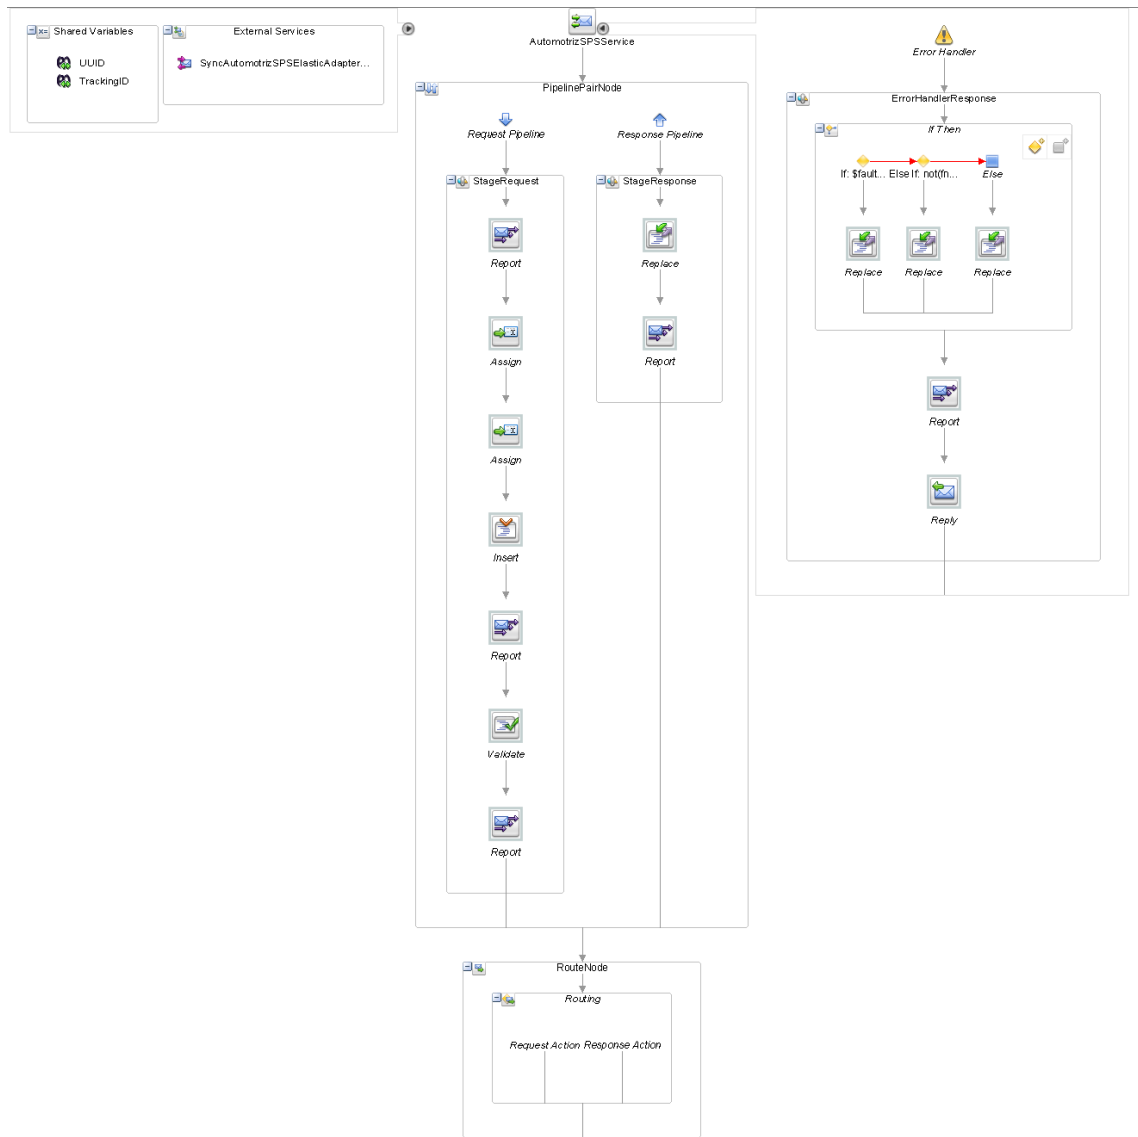 Shared Variables
UUID
TrackingID
External Services
SyncAutomotrizSPSElasticAdapter...
AutomotrizSPSService
PipelinePairNode
Request Pipeline
Response Pipeline
StageRequest
Report
Assign
Assign
Insert
Report
Validate
Report
StageResponse
Replace
Report
Error Handler
ErrorHandlerResponse
If Then
If: $fault... Else If: not(fn... Else
Replace Replace Replace
Report
Reply
RouteNode
Routing
Request Action Response Action